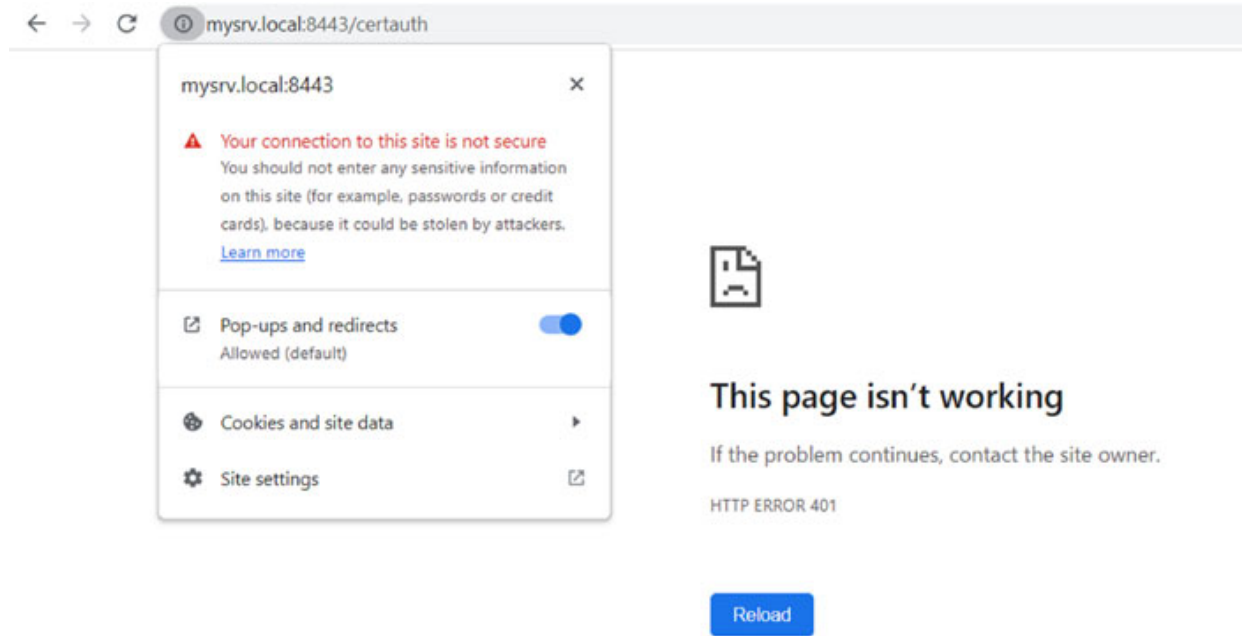 mysrv.local:8443/certauth
mysrv.local:8443
Your connection to this site is not secure
You should not enter any sensitive information
on this site (for example, passwords or credit
cards), because it could be stolen by attackers.
Learn more
Pop-ups and redirects
Allowed (default)
Cookies and site data
Site settings
This page isn't working
If the problem continues, contact the site owner.
HTTP ERROR 401
Reload